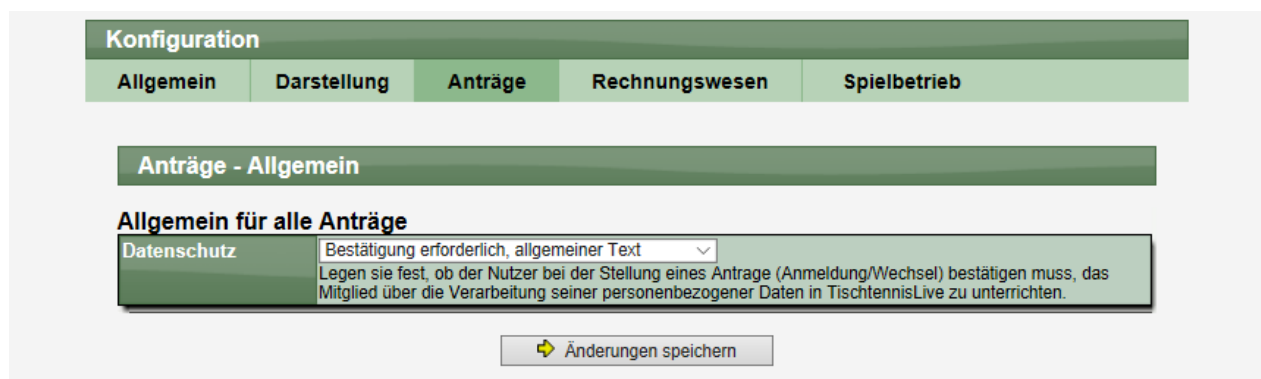 Konfiguration
Allgemein Darstellung Anträge Rechnungswesen Spielbetrieb
Anträge - Allgemein
Allgemein für alle Anträge
Datenschutz Bestätigung erforderlich, allgemeiner Text
Legen sie fest, ob der Nutzer bei der Stellung eines Antrage (Anmeldung/Wechsel) bestätigen muss, das
Mitglied über die Verarbeitung seiner personenbezogener Daten in TischtennisLive zu unterrichten.
Änderungen speichern